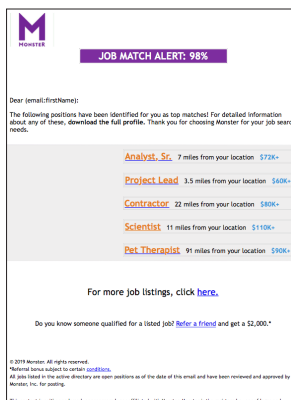 M
MONSTER
JOB MATCH ALERT: 98%
Dear (email:firstName):
The following positions have been identified for you as top matches! For detailed information
about any of these, download the full profile. Thank you for choosing Monster for your job searc
needs.
Analyst, Sr. 7 miles from your location $72K+
Project Lead 3.5 miles from your location $60K+
Contractor 22 miles from your location $80K+
Scientist 11 miles from your location $110K+
Pet Therapist 91 miles from your location $90K+
For more job listings, click here.
Do you know someone qualified for a listed job? Refer a friend and get a $2,000.*
© 2019 Monster. All rights reserved.
*Referral bonus subject to certain conditions.
All jobs listed in the active directory are open positions as of the date of this email and have been reviewed and approved by
Monster, Inc. for posting.